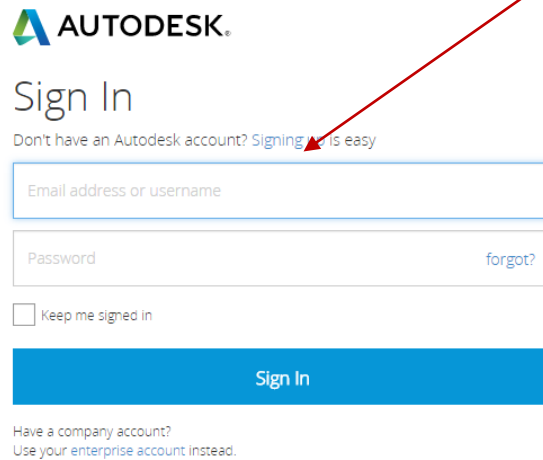 AUTODESK.
Sign In
Don't have an Autodesk account? Signing up is easy
Email address or username
Password forgot?
Keep me signed in
Sign In
Have a company account?
Use your enterprise account instead.